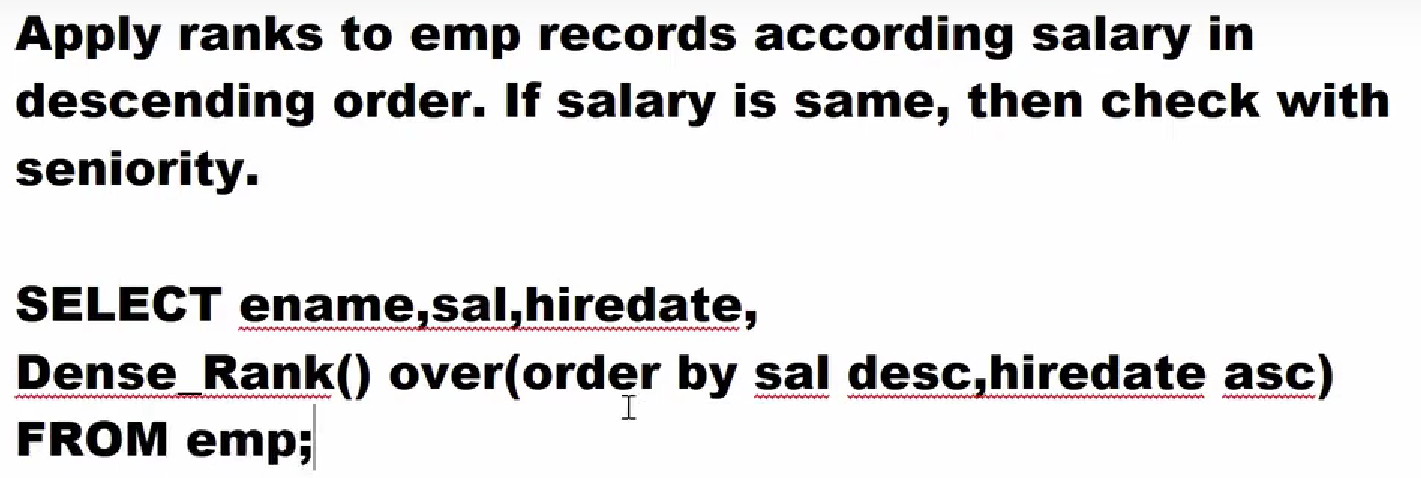 Apply ranks to emp records according salary in
descending order. If salary is same, then check with
seniority.
SELECT ename,sal,hiredate,
Dense_Rank() over(order by sal desc,hiredate asc)
FROM emp;